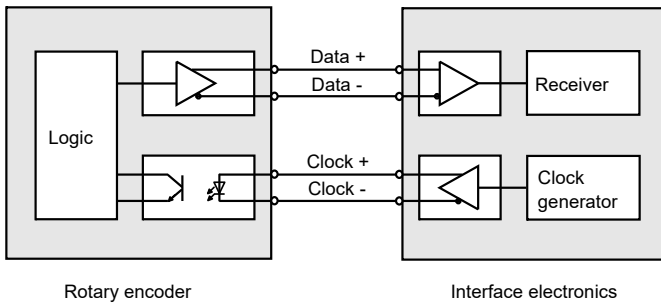 Data +
Data -
Logic
Receiver
Clock +
Clock -
Clock
generator
Rotary encoder
Interface electronics